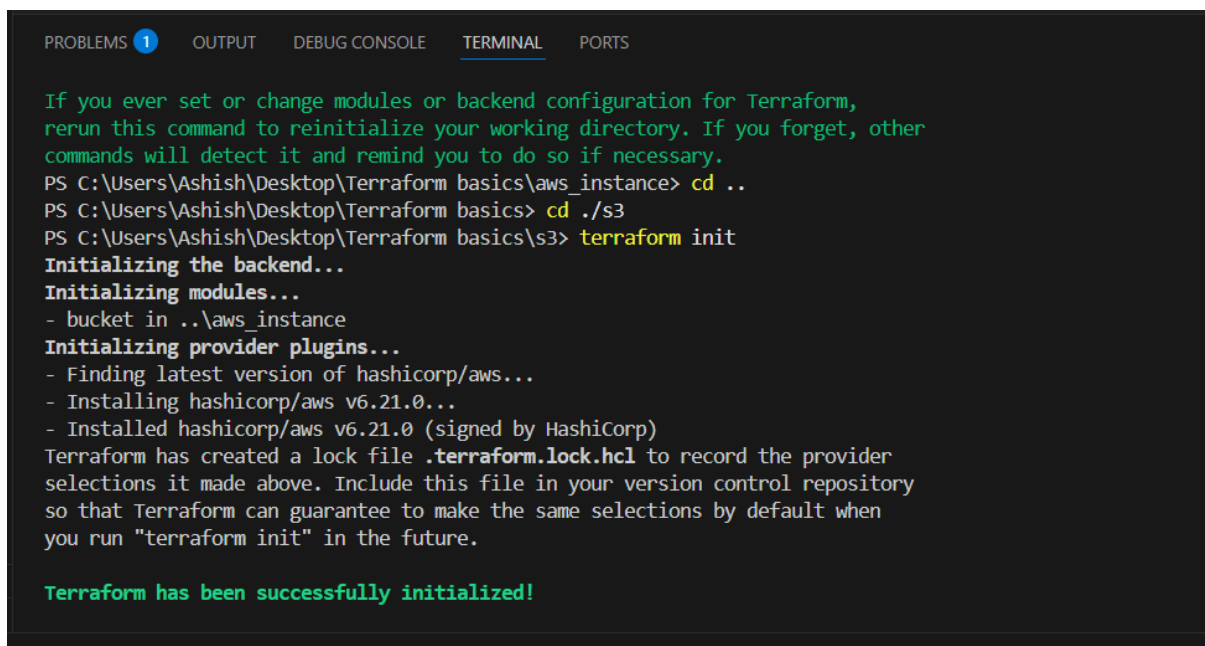 PROBLEMS 1 OUTPUT DEBUG CONSOLE TERMINAL PORTS
If you ever set or change modules or backend configuration for Terraform,
rerun this command to reinitialize your working directory. If you forget, other
commands will detect it and remind you to do so if necessary.
PS C:\Users\Ashish\Desktop\Terraform basics\aws_instance> cd ..
PS C:\Users\Ashish\Desktop\Terraform basics> cd ./s3
PS C:\Users\Ashish\Desktop\Terraform basics\s3> terraform init
Initializing the backend...
Initializing modules...
- bucket in ..\aws_instance
Initializing provider plugins...
- Finding latest version of hashicorp/aws...
- Installing hashicorp/aws v6.21.0...
- Installed hashicorp/aws v6.21.0 (signed by HashiCorp)
Terraform has created a lock file .terraform.lock.hcl to record the provider
selections it made above. Include this file in your version control repository
so that Terraform can guarantee to make the same selections by default when
you run "terraform init" in the future.
Terraform has been successfully initialized!